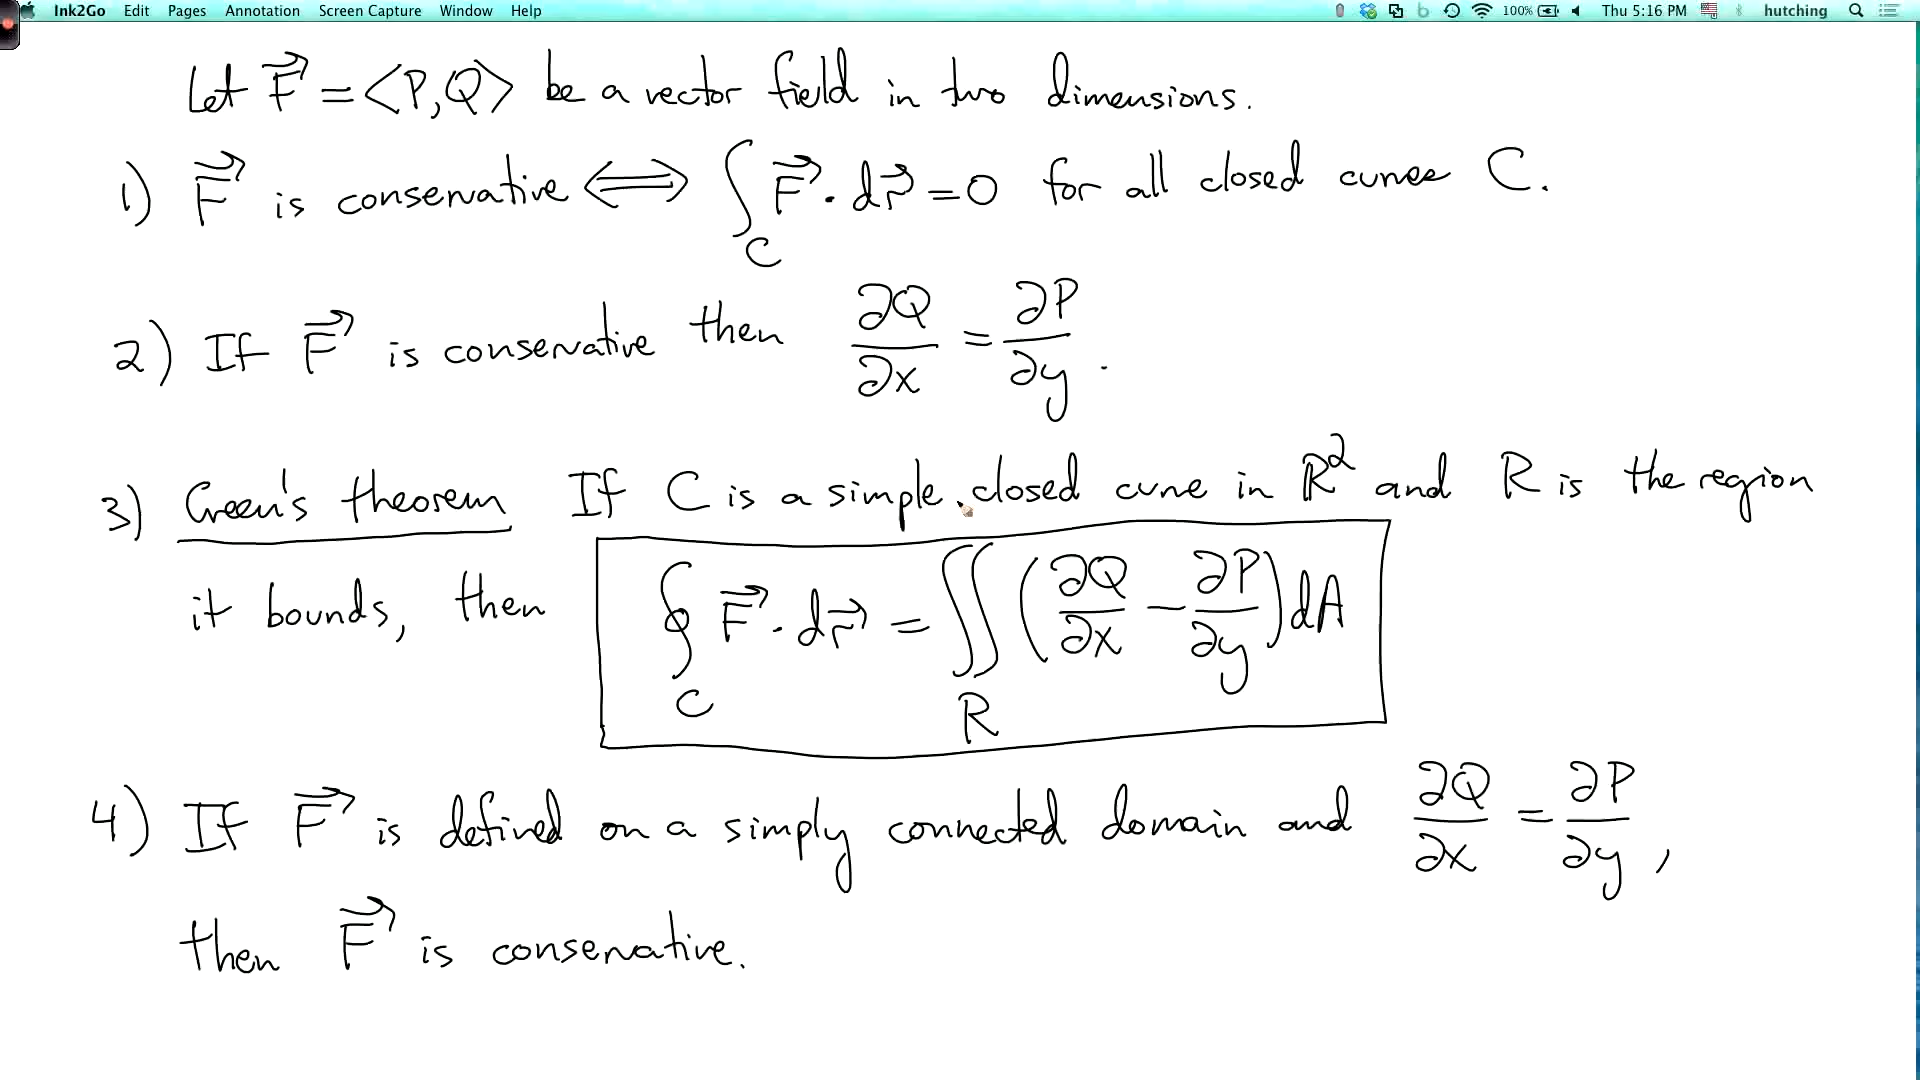 Ink2Go Edit Pages Annotation Screen Capture Window Help 100% Thu 5:16 PM hutching
Let F⃗ = <P,Q> be a vector field in two dimensions.
1) F⃗ is conservative ⟺ ∫_C F⃗ · dr⃗ = 0 for all closed curves C.
2) If F⃗ is conservative then ∂Q/∂x = ∂P/∂y.
3) Green's theorem If C is a simple closed curve in ℝ² and R is the region
it bounds, then ∮_C F⃗ · dr⃗ = ∬_R (∂Q/∂x − ∂P/∂y) dA
4) If F⃗ is defined on a simply connected domain and ∂Q/∂x = ∂P/∂y,
then F⃗ is conservative.